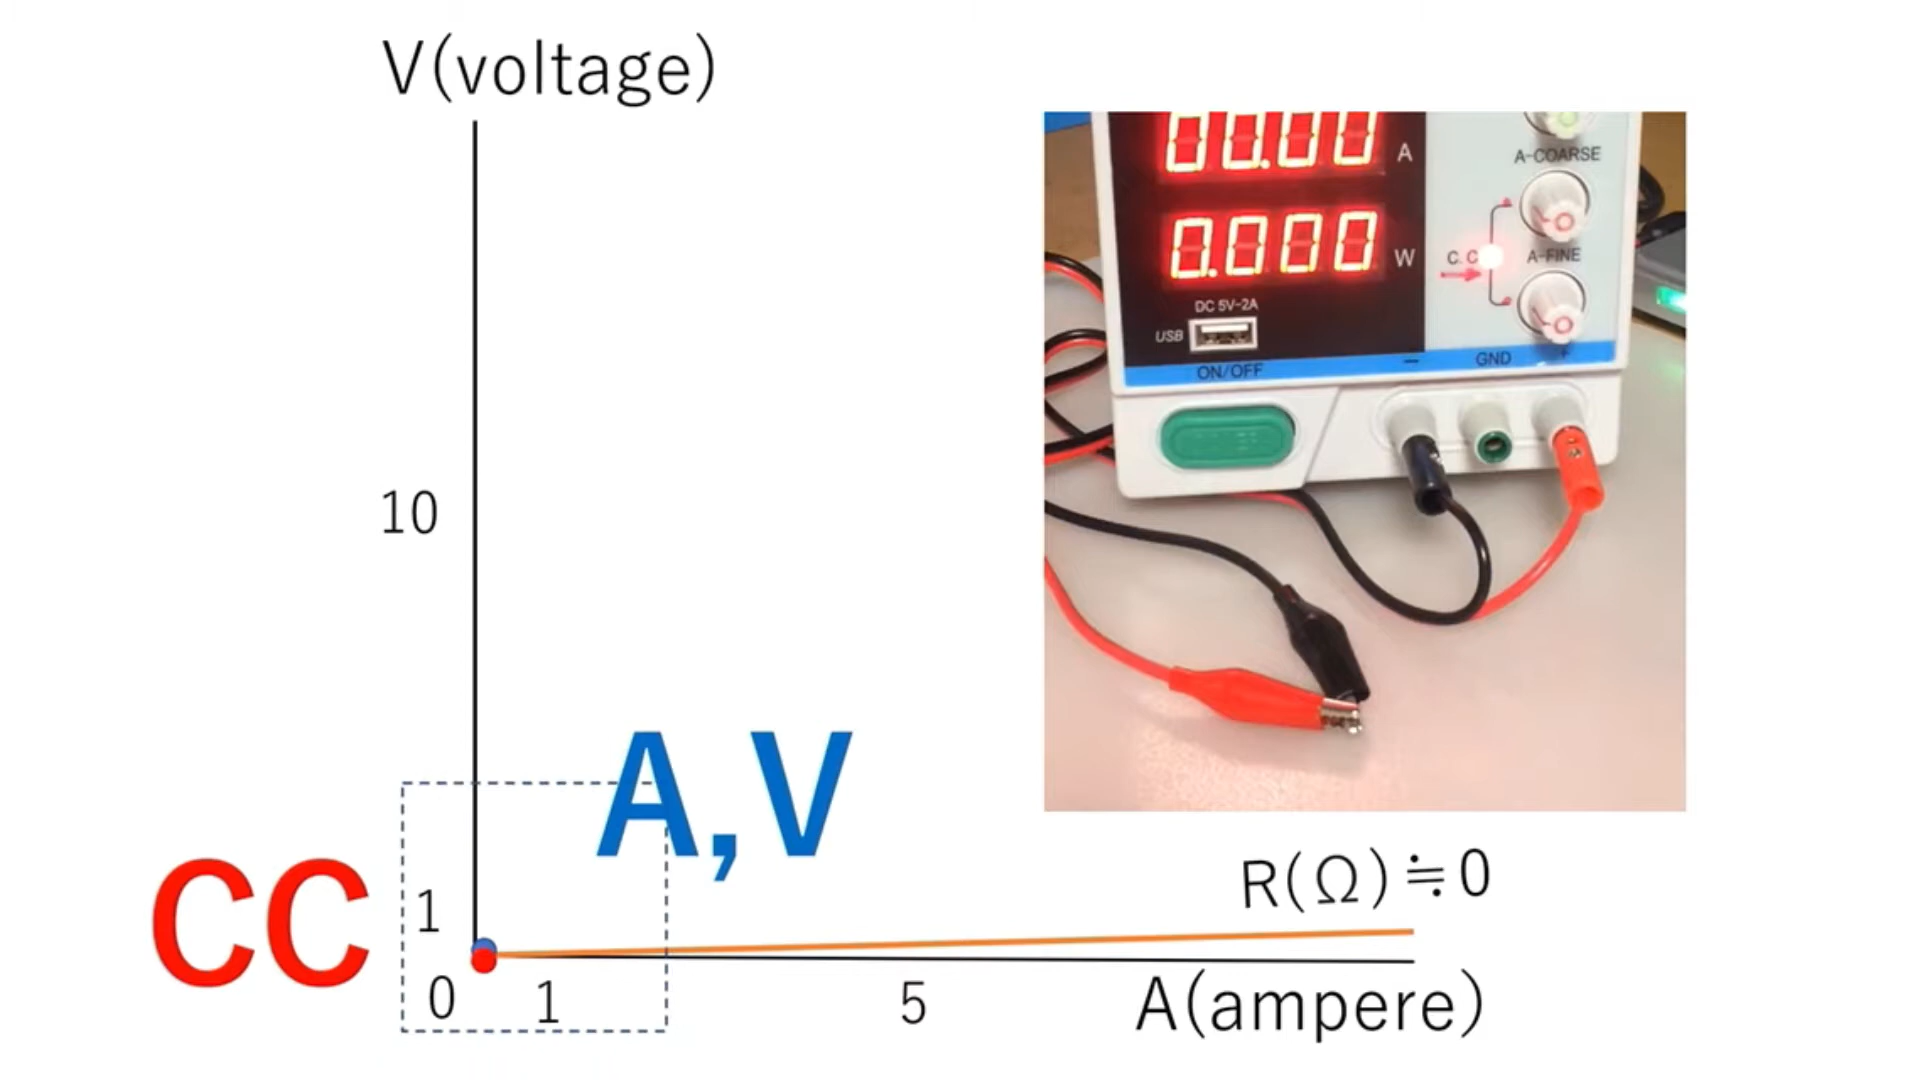 V(voltage)
10
1
0
1
5
A(ampere)
CC
A,V
R(Ω)≒0
00.00 A
A-COARSE
0.000 W
C.C
A-FINE
DC 5V-2A
USB
ON/OFF
−
GND
+